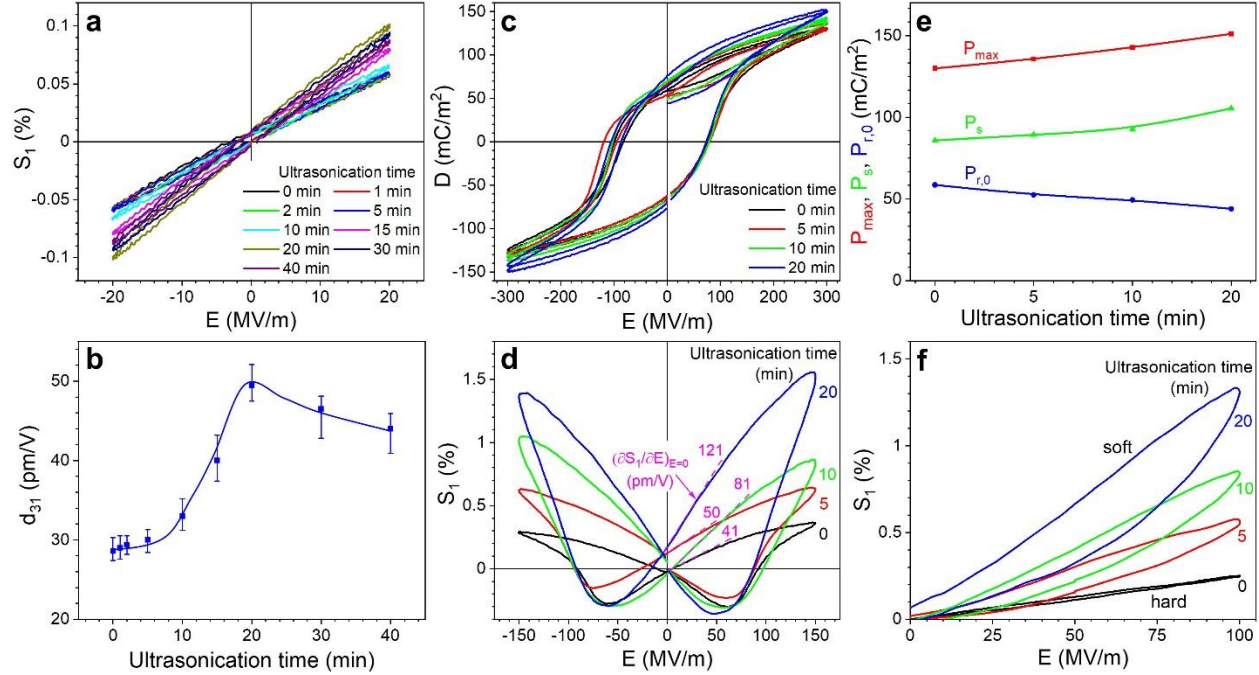 a
0.1
0.05
0
-0.05
-0.1
S₁ (%)
Ultrasonication time
0 min 1 min
2 min 5 min
10 min 15 min
20 min 30 min
40 min
-20 -10 0 10 20
E (MV/m)
c
150
100
50
0
50
-100
-150
D (mC/m²)
Ultrasonication time
0 min
5 min
10 min
20 min
-300 -200 -100 0 100 200 300
E (MV/m)
e
150
100
50
0
P_max, P_s, P_r,0 (mC/m²)
P_max
P_s
P_r,0
0 5 10 20
Ultrasonication time (min)
b
50
40
30
20
d₃₁ (pm/V)
0 10 20 30 40
Ultrasonication time (min)
d
1.5
1
0.5
0
S₁ (%)
Ultrasonication time
(min)
20
10
5
0
(∂S₁/∂E)E=0
(pm/V)
121
81
50
41
-150 -100 -50 0 50 100 150
E (MV/m)
f
1.5
1
0.5
0
S₁ (%)
Ultrasonication time
(min)
20
10
5
0
soft
hard
0 25 50 75 100
E (MV/m)